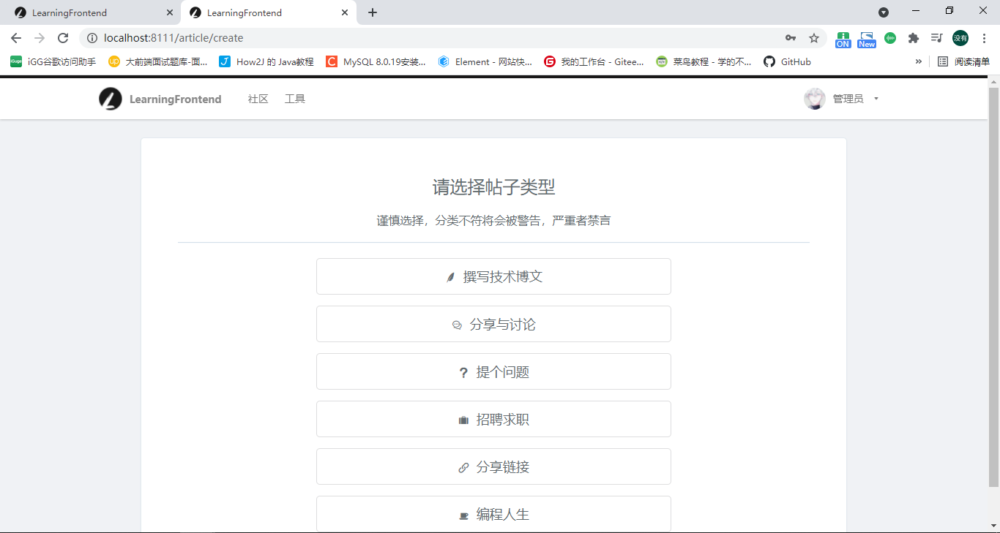 LearningFrontend
LearningFrontend
localhost:8111/article/create
ON
New
没有
iGuge
iGG谷歌访问助手
up
大前端面试题库-面...
J
How2J 的 Java教程
C
MySQL 8.0.19安装...
Element - 网站快...
G
我的工作台 - Gitee...
菜鸟教程 - 学的不...
GitHub
»
阅读清单
LearningFrontend
社区
工具
管理员
请选择帖子类型
谨慎选择，分类不符将会被警告，严重者禁言
撰写技术博文
分享与讨论
? 提个问题
招聘求职
分享链接
编程人生